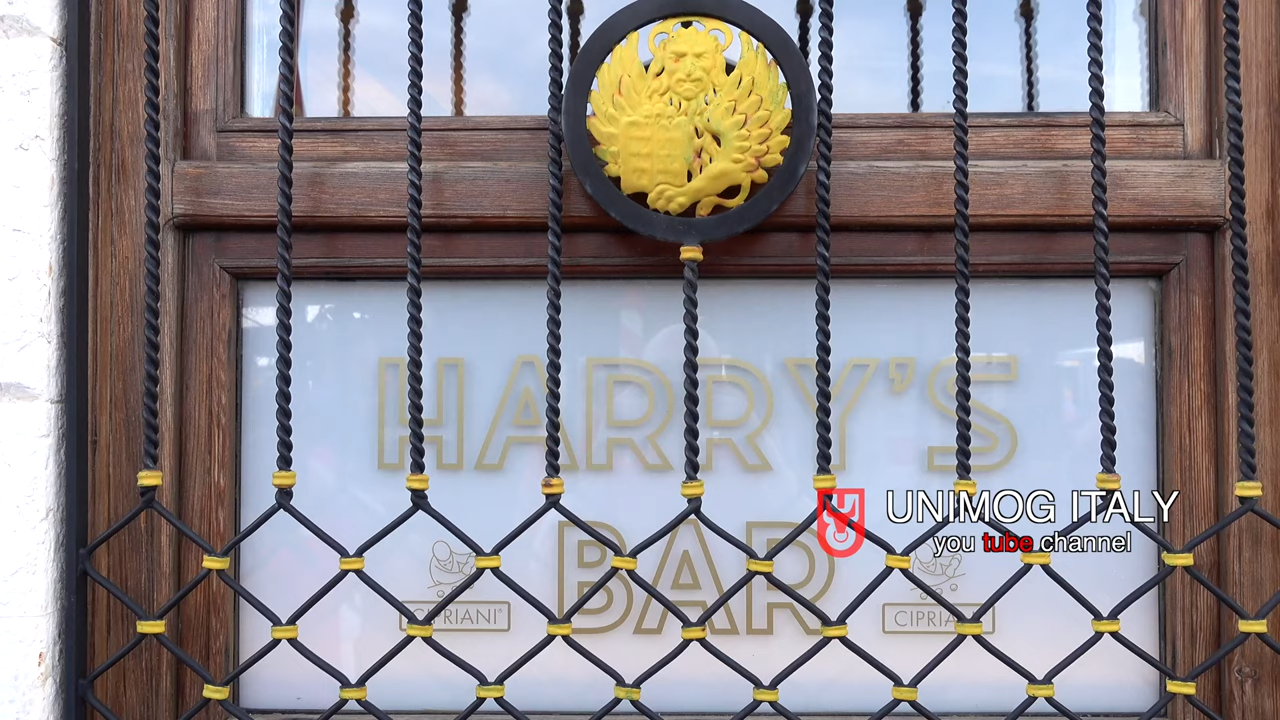 HARRY'S
UNIMOG ITALY
you tube channel
BAR
CIPRIANI®
CIPRIANI